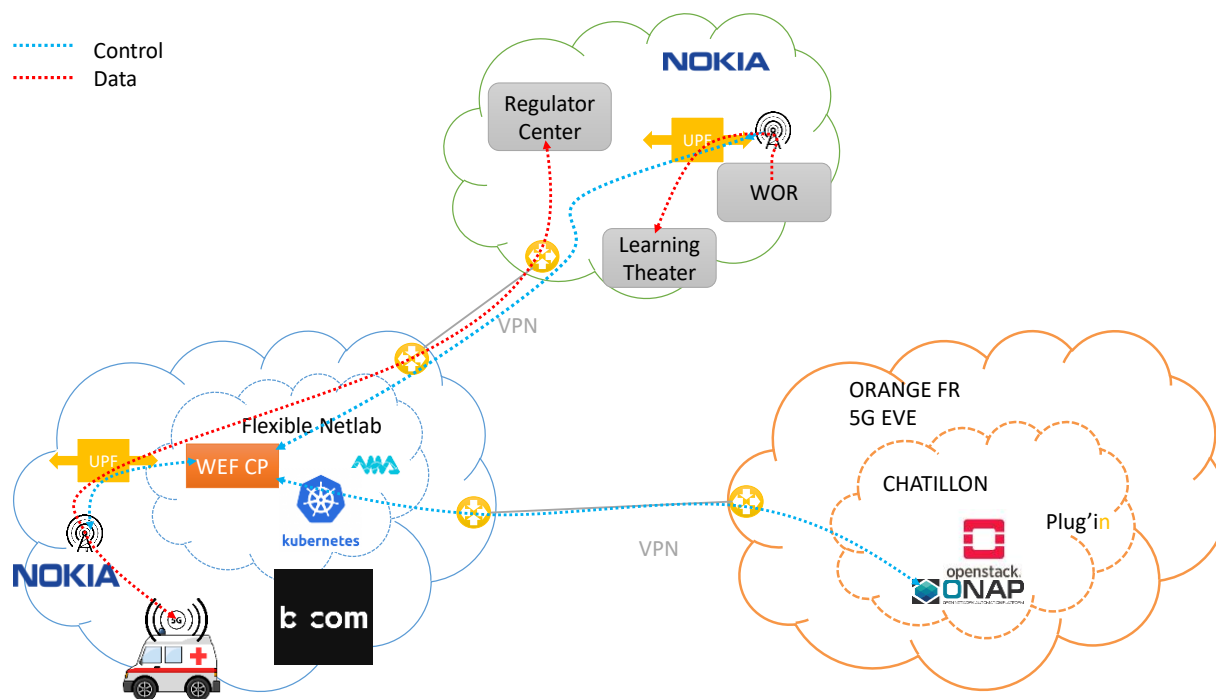 Control
Data
NOKIA
Regulator
Center
UPF
WOR
Learning
Theater
VPN
Flexible Netlab
UPF
WEF CP
kubernetes
NOKIA
5G
b com
ORANGE FR
5G EVE
CHATILLON
Plug'in
openstack.
ONAP
VPN